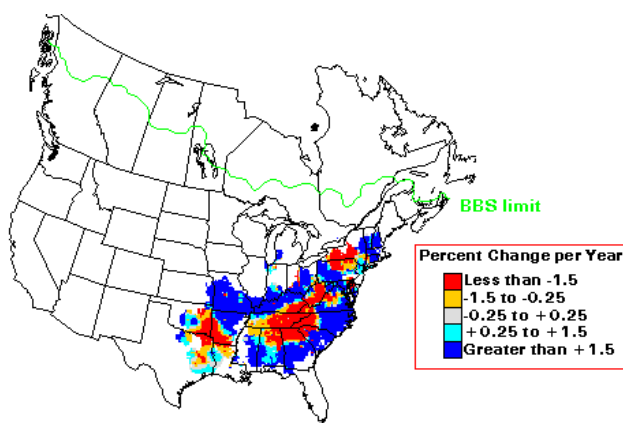 BBS limit
Percent Change per Year
Less than -1.5
-1.5 to -0.25
-0.25 to +0.25
+0.25 to +1.5
Greater than +1.5